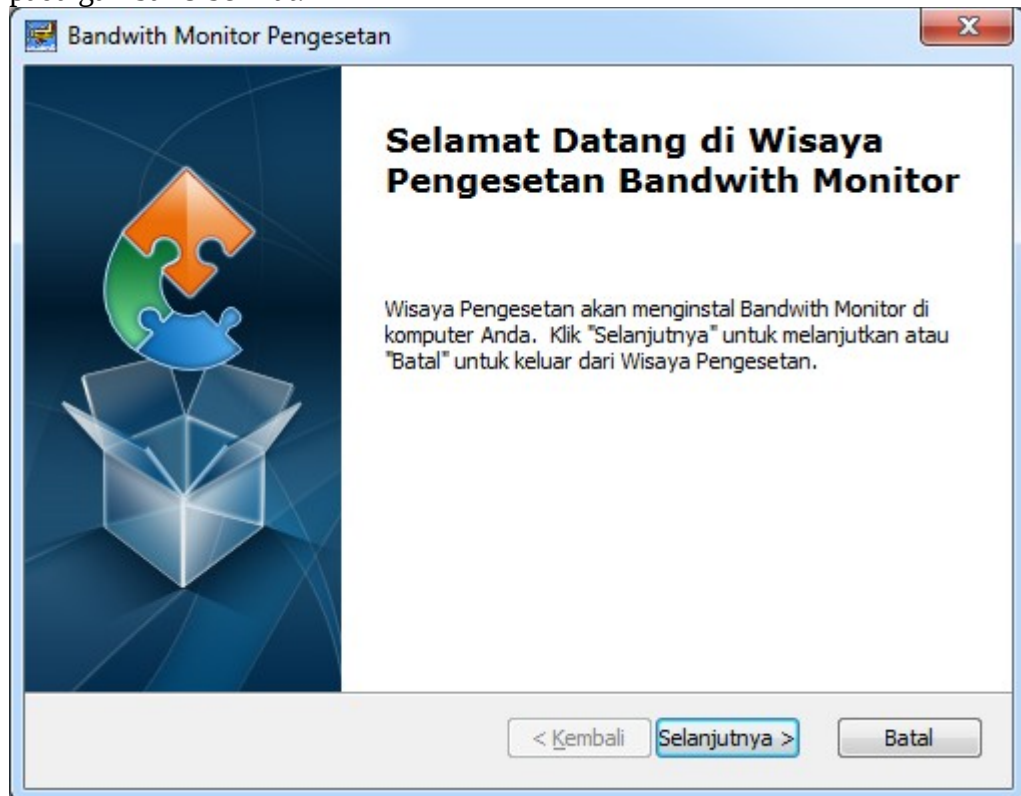 Bandwith Monitor Pengesetan
Selamat Datang di Wisaya
Pengesetan Bandwith Monitor
Wisaya Pengesetan akan menginstal Bandwith Monitor di
komputer Anda. Klik "Selanjutnya" untuk melanjutkan atau
"Batal" untuk keluar dari Wisaya Pengesetan.
< Kembali Selanjutnya > Batal